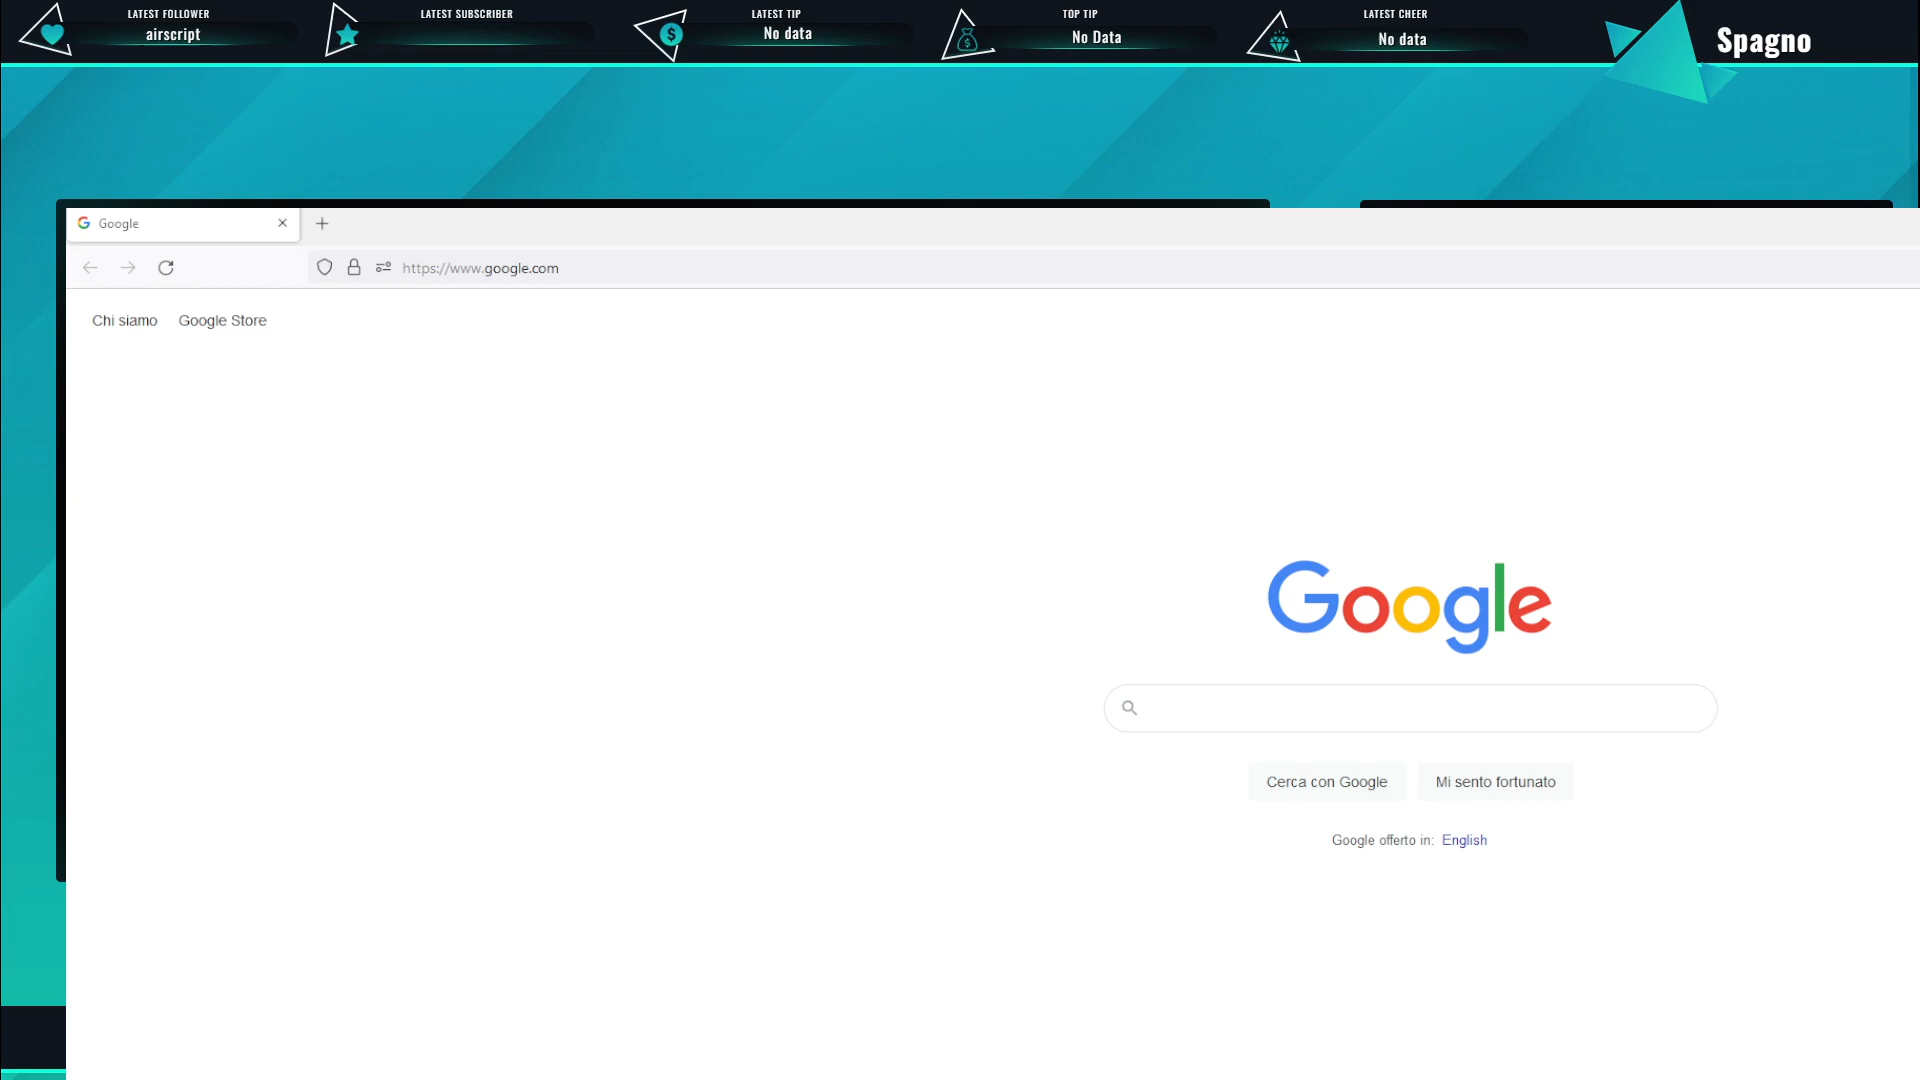 LATEST FOLLOWER
airscript
LATEST SUBSCRIBER
LATEST TIP
No data
TOP TIP
No Data
LATEST CHEER
No data
Spagno
Google
https://www.google.com
Chi siamo Google Store
Google
Cerca con Google Mi sento fortunato
Google offerto in: English